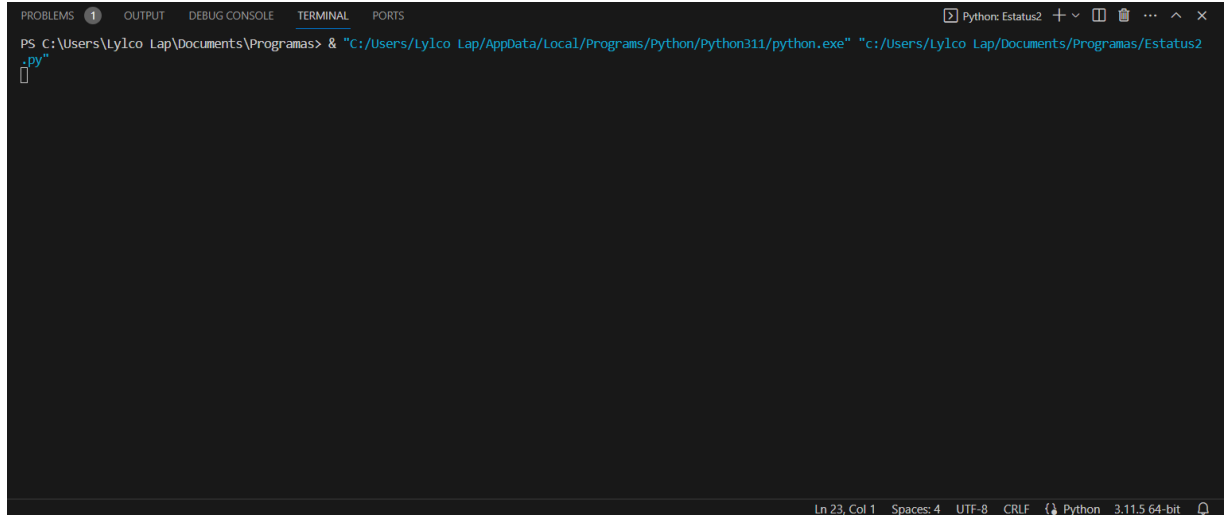 PROBLEMS 1 OUTPUT DEBUG CONSOLE TERMINAL PORTS Python: Estatus2
PS C:\Users\Lylco Lap\Documents\Programas> & "C:/Users/Lylco Lap/AppData/Local/Programs/Python/Python311/python.exe" "c:/Users/Lylco Lap/Documents/Programas/Estatus2
.py"
Ln 23, Col 1 Spaces: 4 UTF-8 CRLF Python 3.11.5 64-bit